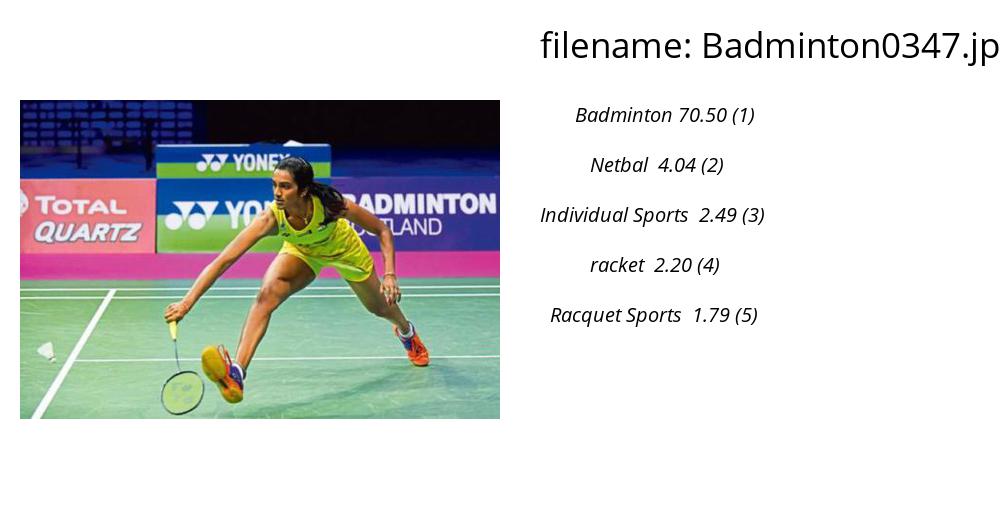 filename: Badminton0347.jp
Badminton 70.50 (1)
Netbal 4.04 (2)
Individual Sports 2.49 (3)
racket 2.20 (4)
Racquet Sports 1.79 (5)
YONEX
TOTAL
QUARTZ
YO
BADMINTON
SCOTLAND